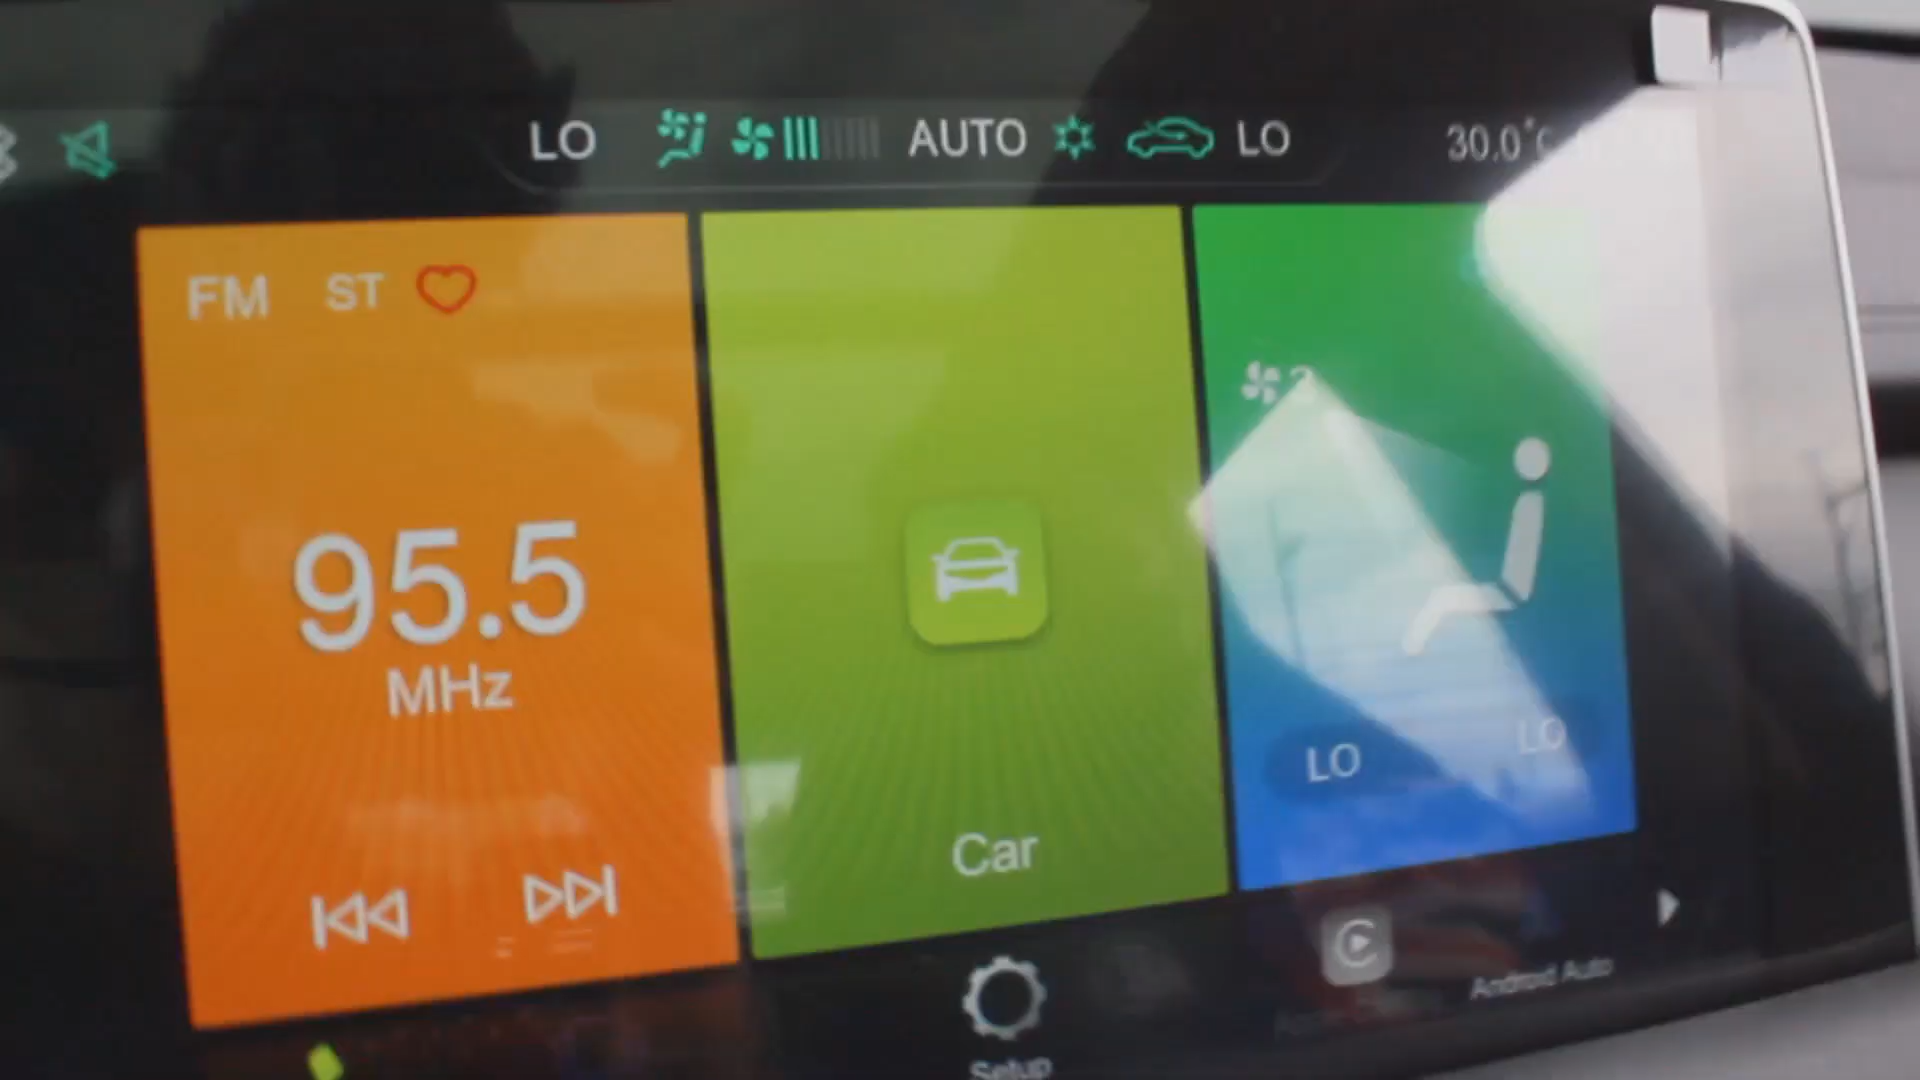 LO AUTO LO 30.0°C
FM ST
95.5
MHz
Car
LO LO
Android Auto
Setup